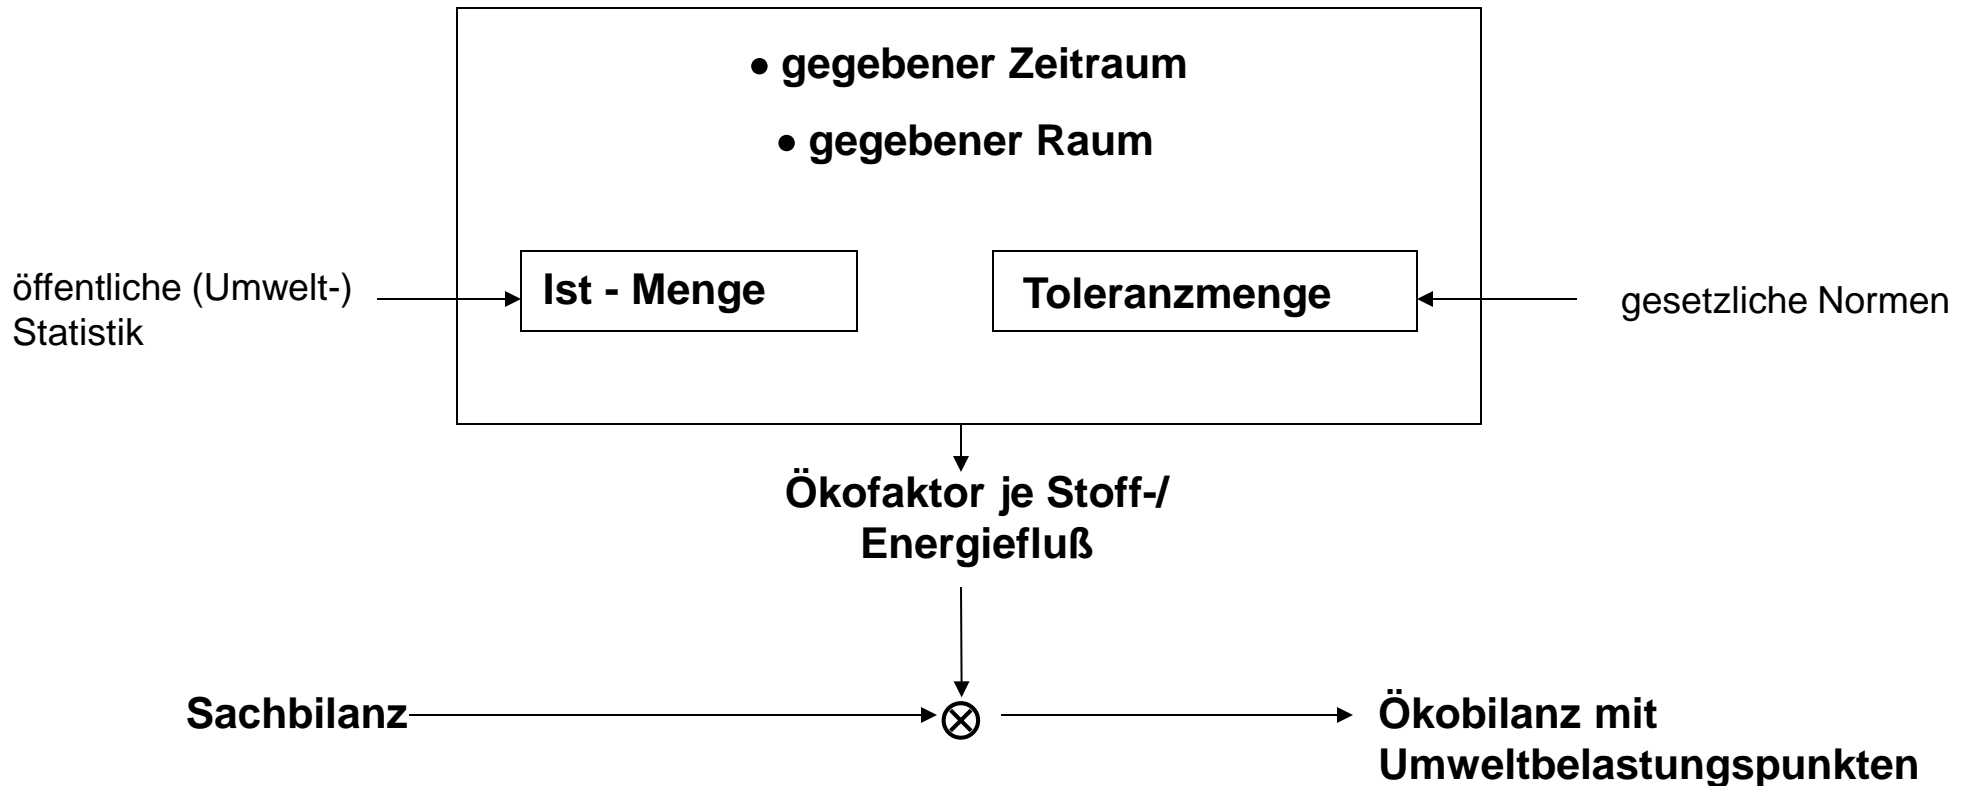 • gegebener Zeitraum
• gegebener Raum
öffentliche (Umwelt-)
Statistik
Ist - Menge
Toleranzmenge
gesetzliche Normen
Ökofaktor je Stoff-/
Energiefluß
Sachbilanz
Ökobilanz mit
Umweltbelastungspunkten